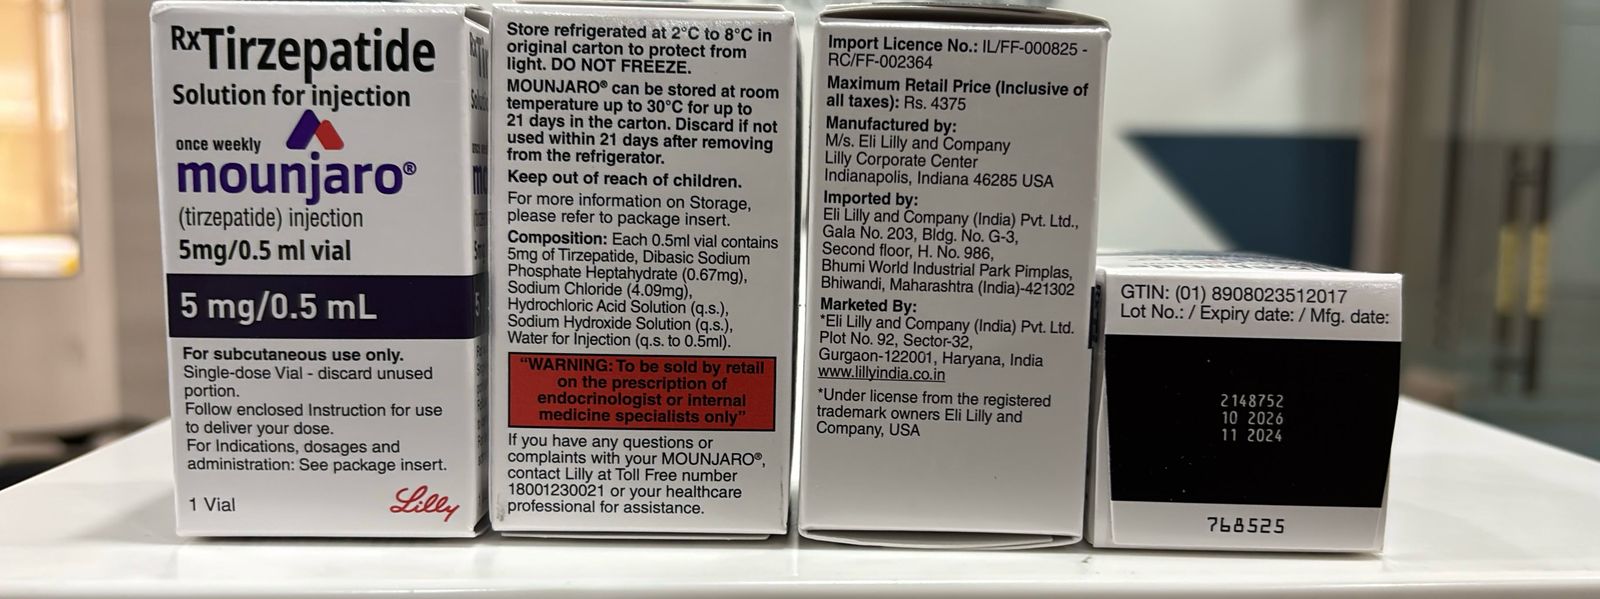 RxTirzepatide
Solution for injection
once weekly
mounjaro®
(tirzepatide) injection
5mg/0.5 ml vial
5 mg/0.5 mL
For subcutaneous use only.
Single-dose Vial - discard unused
portion.
Follow enclosed Instruction for use
to deliver your dose.
For Indications, dosages and
administration: See package insert.
1 Vial
Lilly
Store refrigerated at 2°C to 8°C in
original carton to protect from
light. DO NOT FREEZE.
MOUNJARO® can be stored at room
temperature up to 30°C for up to
21 days in the carton. Discard if not
used within 21 days after removing
from the refrigerator.
Keep out of reach of children.
For more information on Storage,
please refer to package insert.
Composition: Each 0.5ml vial contains
5mg of Tirzepatide, Dibasic Sodium
Phosphate Heptahydrate (0.67mg),
Sodium Chloride (4.09mg),
Hydrochloric Acid Solution (q.s.),
Sodium Hydroxide Solution (q.s.),
Water for Injection (q.s. to 0.5ml).
"WARNING: To be sold by retail
on the prescription of
endocrinologist or internal
medicine specialists only"
If you have any questions or
complaints with your MOUNJARO®,
contact Lilly at Toll Free number
18001230021 or your healthcare
professional for assistance.
Import Licence No.: IL/FF-000825 -
RC/FF-002364
Maximum Retail Price (Inclusive of
all taxes): Rs. 4375
Manufactured by:
M/s. Eli Lilly and Company
Lilly Corporate Center
Indianapolis, Indiana 46285 USA
Imported by:
Eli Lilly and Company (India) Pvt. Ltd.,
Gala No. 203, Bldg. No. G-3,
Second floor, H. No. 986,
Bhumi World Industrial Park Pimplas,
Bhiwandi, Maharashtra (India)-421302
Marketed By:
*Eli Lilly and Company (India) Pvt. Ltd.
Plot No. 92, Sector-32,
Gurgaon-122001, Haryana, India
www.lillyindia.co.in
*Under license from the registered
trademark owners Eli Lilly and
Company, USA
GTIN: (01) 8908023512017
Lot No.: / Expiry date: / Mfg. date:
2148752
10 2026
11 2024
768525